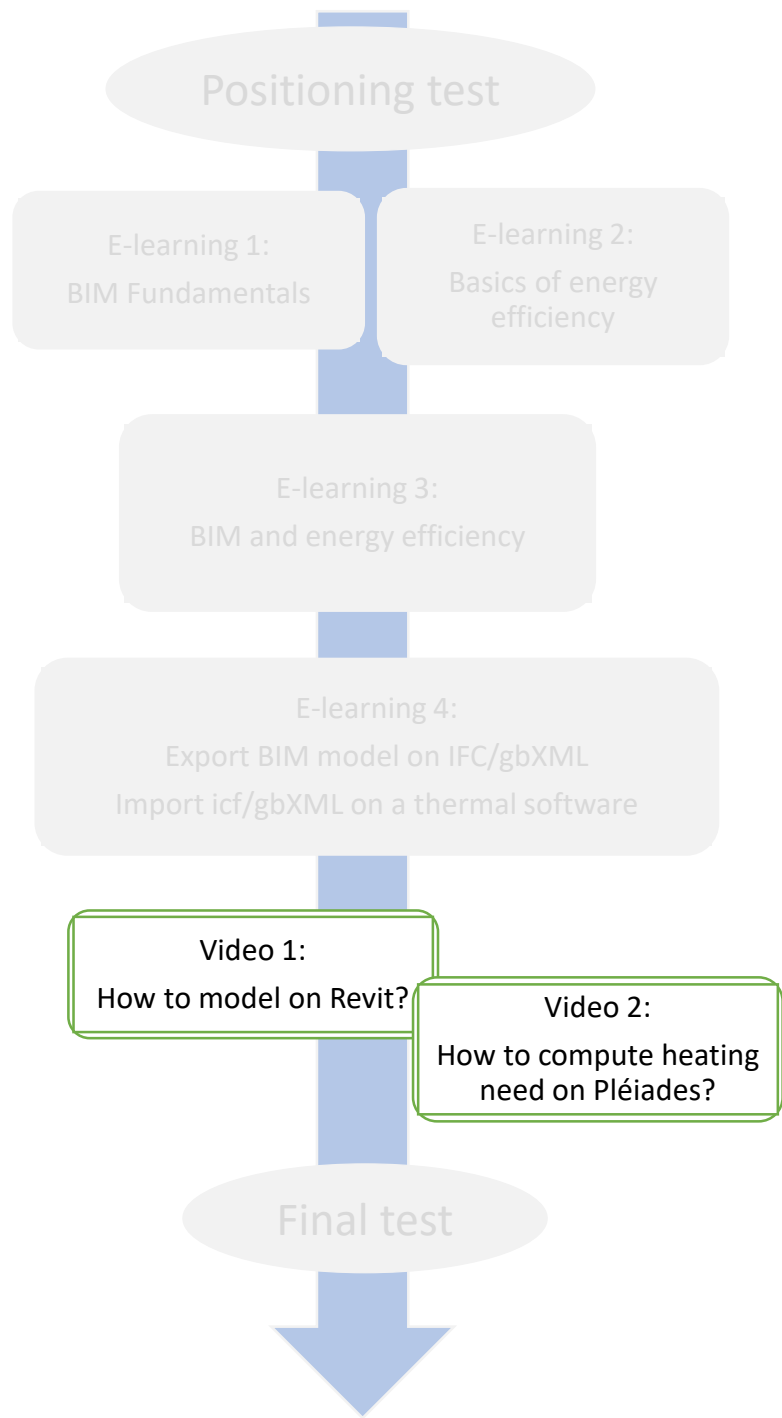 Positioning test
E-learning 1:
BIM Fundamentals
E-learning 2:
Basics of energy
efficiency
E-learning 3:
BIM and energy efficiency
E-learning 4:
Export BIM model on IFC/gbXML
Import icf/gbXML on a thermal software
Video 1:
How to model on Revit?
Video 2:
How to compute heating
need on Pléiades?
Final test